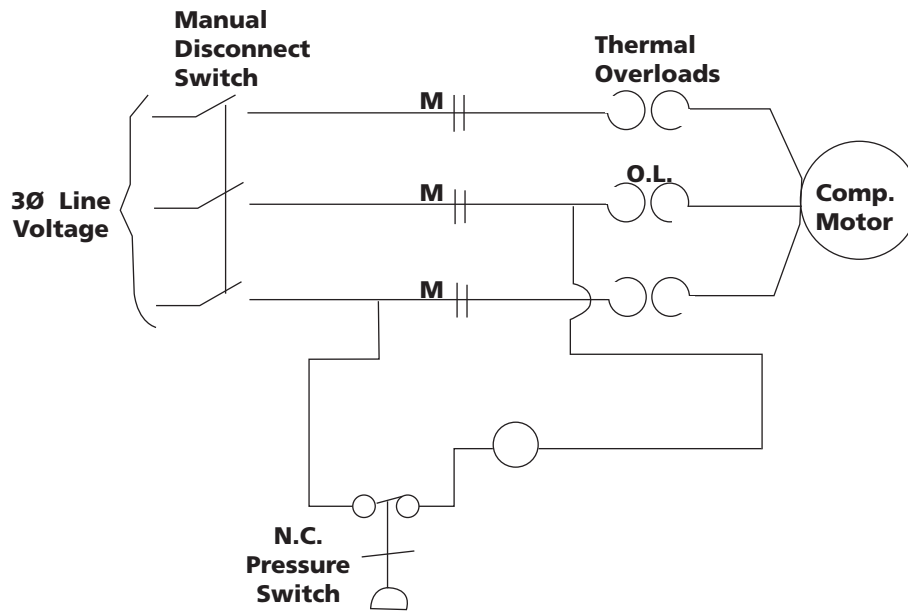 Manual
Disconnect
Switch
Thermal
Overloads
M
3Ø Line
Voltage
M
O.L.
Comp.
Motor
M
N.C.
Pressure
Switch